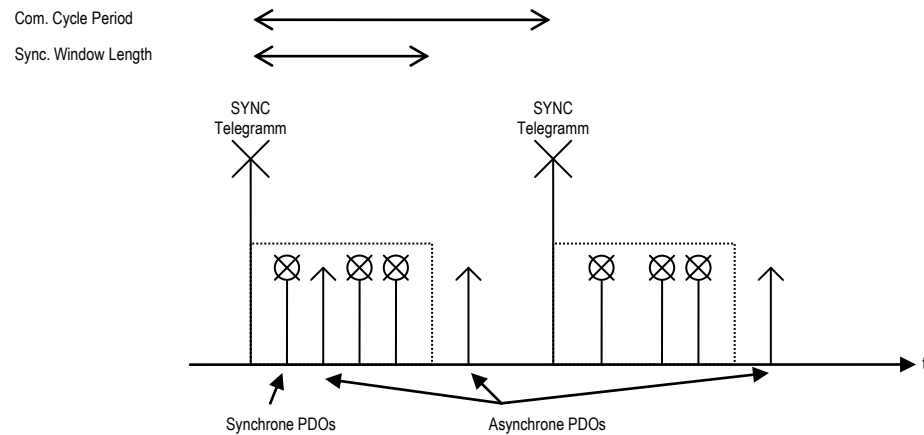 Com. Cycle Period
Sync. Window Length
SYNC
Telegramm
SYNC
Telegramm
t
Synchrone PDOs
Asynchrone PDOs